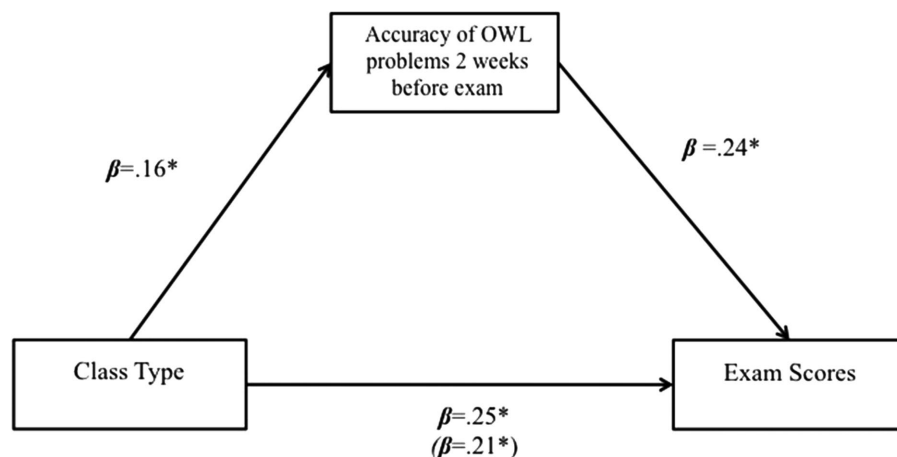 Accuracy of OWL
problems 2 weeks
before exam
β=.16*
β =.24*
Class Type
Exam Scores
β=.25*
(β=.21*)